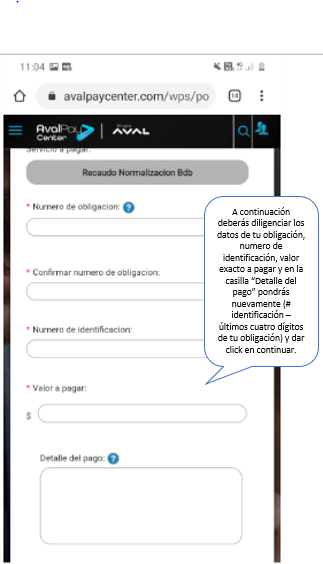 11:04
avalpaycenter.com/wps/po
14
AvalPay
Center
AVAL
Servicio a pagar:
Recaudo Normalizacion Bdb
* Numero de obligacion: ?
* Confirmar numero de obligacion:
* Numero de identificacion:
* Valor a pagar:
$
Detalle del pago: ?
A continuación
deberás diligenciar los
datos de tu obligación,
numero de
identificación, valor
exacto a pagar y en la
casilla “Detalle del
pago” pondrás
nuevamente (#
identificación –
últimos cuatro dígitos
de tu obligación) y dar
click en continuar.